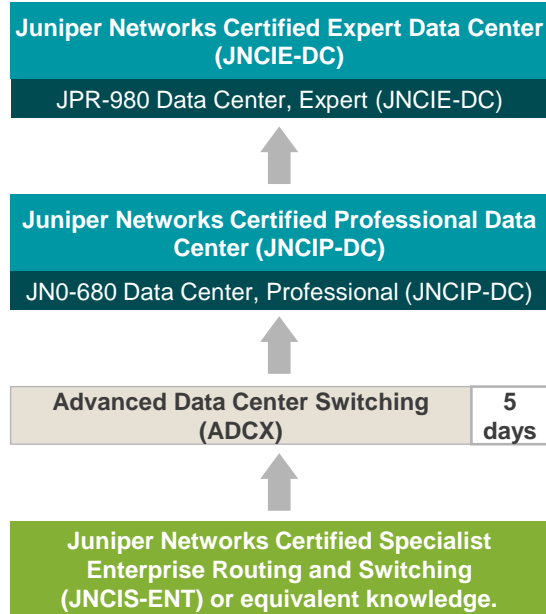 Juniper Networks Certified Expert Data Center
(JNCIE-DC)
JPR-980 Data Center, Expert (JNCIE-DC)
Juniper Networks Certified Professional Data
Center (JNCIP-DC)
JN0-680 Data Center, Professional (JNCIP-DC)
Advanced Data Center Switching
(ADCX)
5
days
Juniper Networks Certified Specialist
Enterprise Routing and Switching
(JNCIS-ENT) or equivalent knowledge.